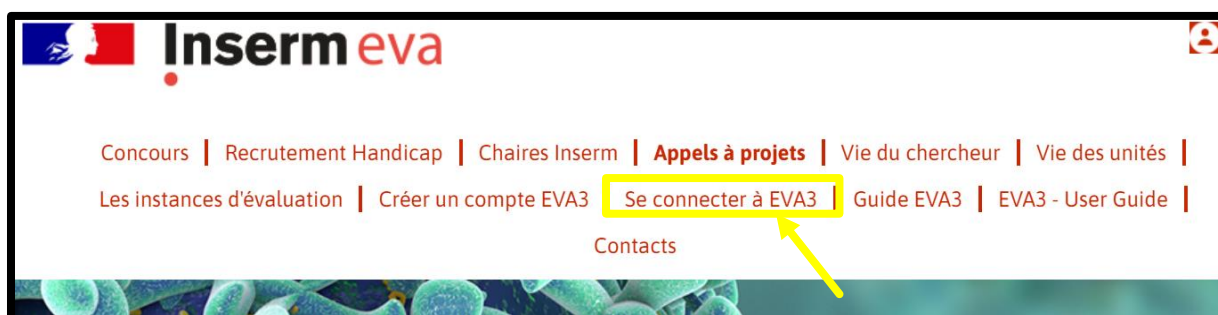 Inserm eva
Concours | Recrutement Handicap | Chaires Inserm | Appels à projets | Vie du chercheur | Vie des unités |
Les instances d'évaluation | Créer un compte EVA3 Se connecter à EVA3 | Guide EVA3 | EVA3 - User Guide |
Contacts